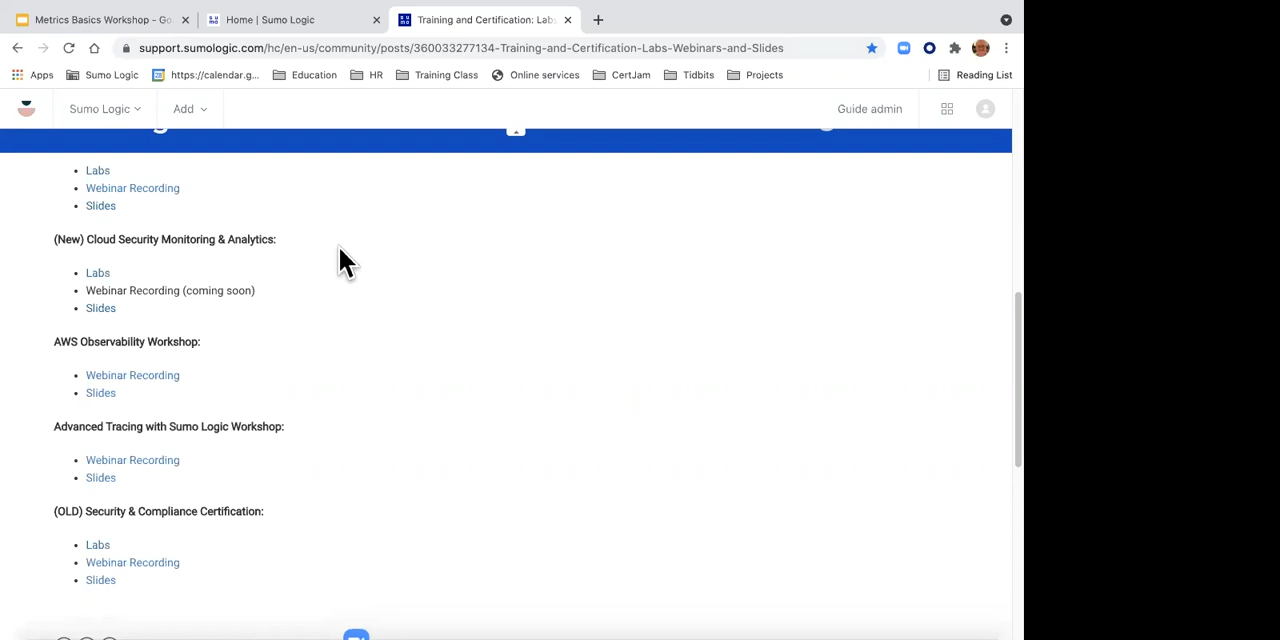 Metrics Basics Workshop - Go
Home | Sumo Logic
Training and Certification: Lab
support.sumologic.com/hc/en-us/community/posts/360033277134-Training-and-Certification-Labs-Webinars-and-Slides
Apps
Sumo Logic
https://calendar.g...
Education
HR
Training Class
Online services
CertJam
Tidbits
Projects
Reading List
Sumo Logic
Add
Guide admin
• Labs
• Webinar Recording
• Slides
(New) Cloud Security Monitoring & Analytics:
• Labs
• Webinar Recording (coming soon)
• Slides
AWS Observability Workshop:
• Webinar Recording
• Slides
Advanced Tracing with Sumo Logic Workshop:
• Webinar Recording
• Slides
(OLD) Security & Compliance Certification:
• Labs
• Webinar Recording
• Slides